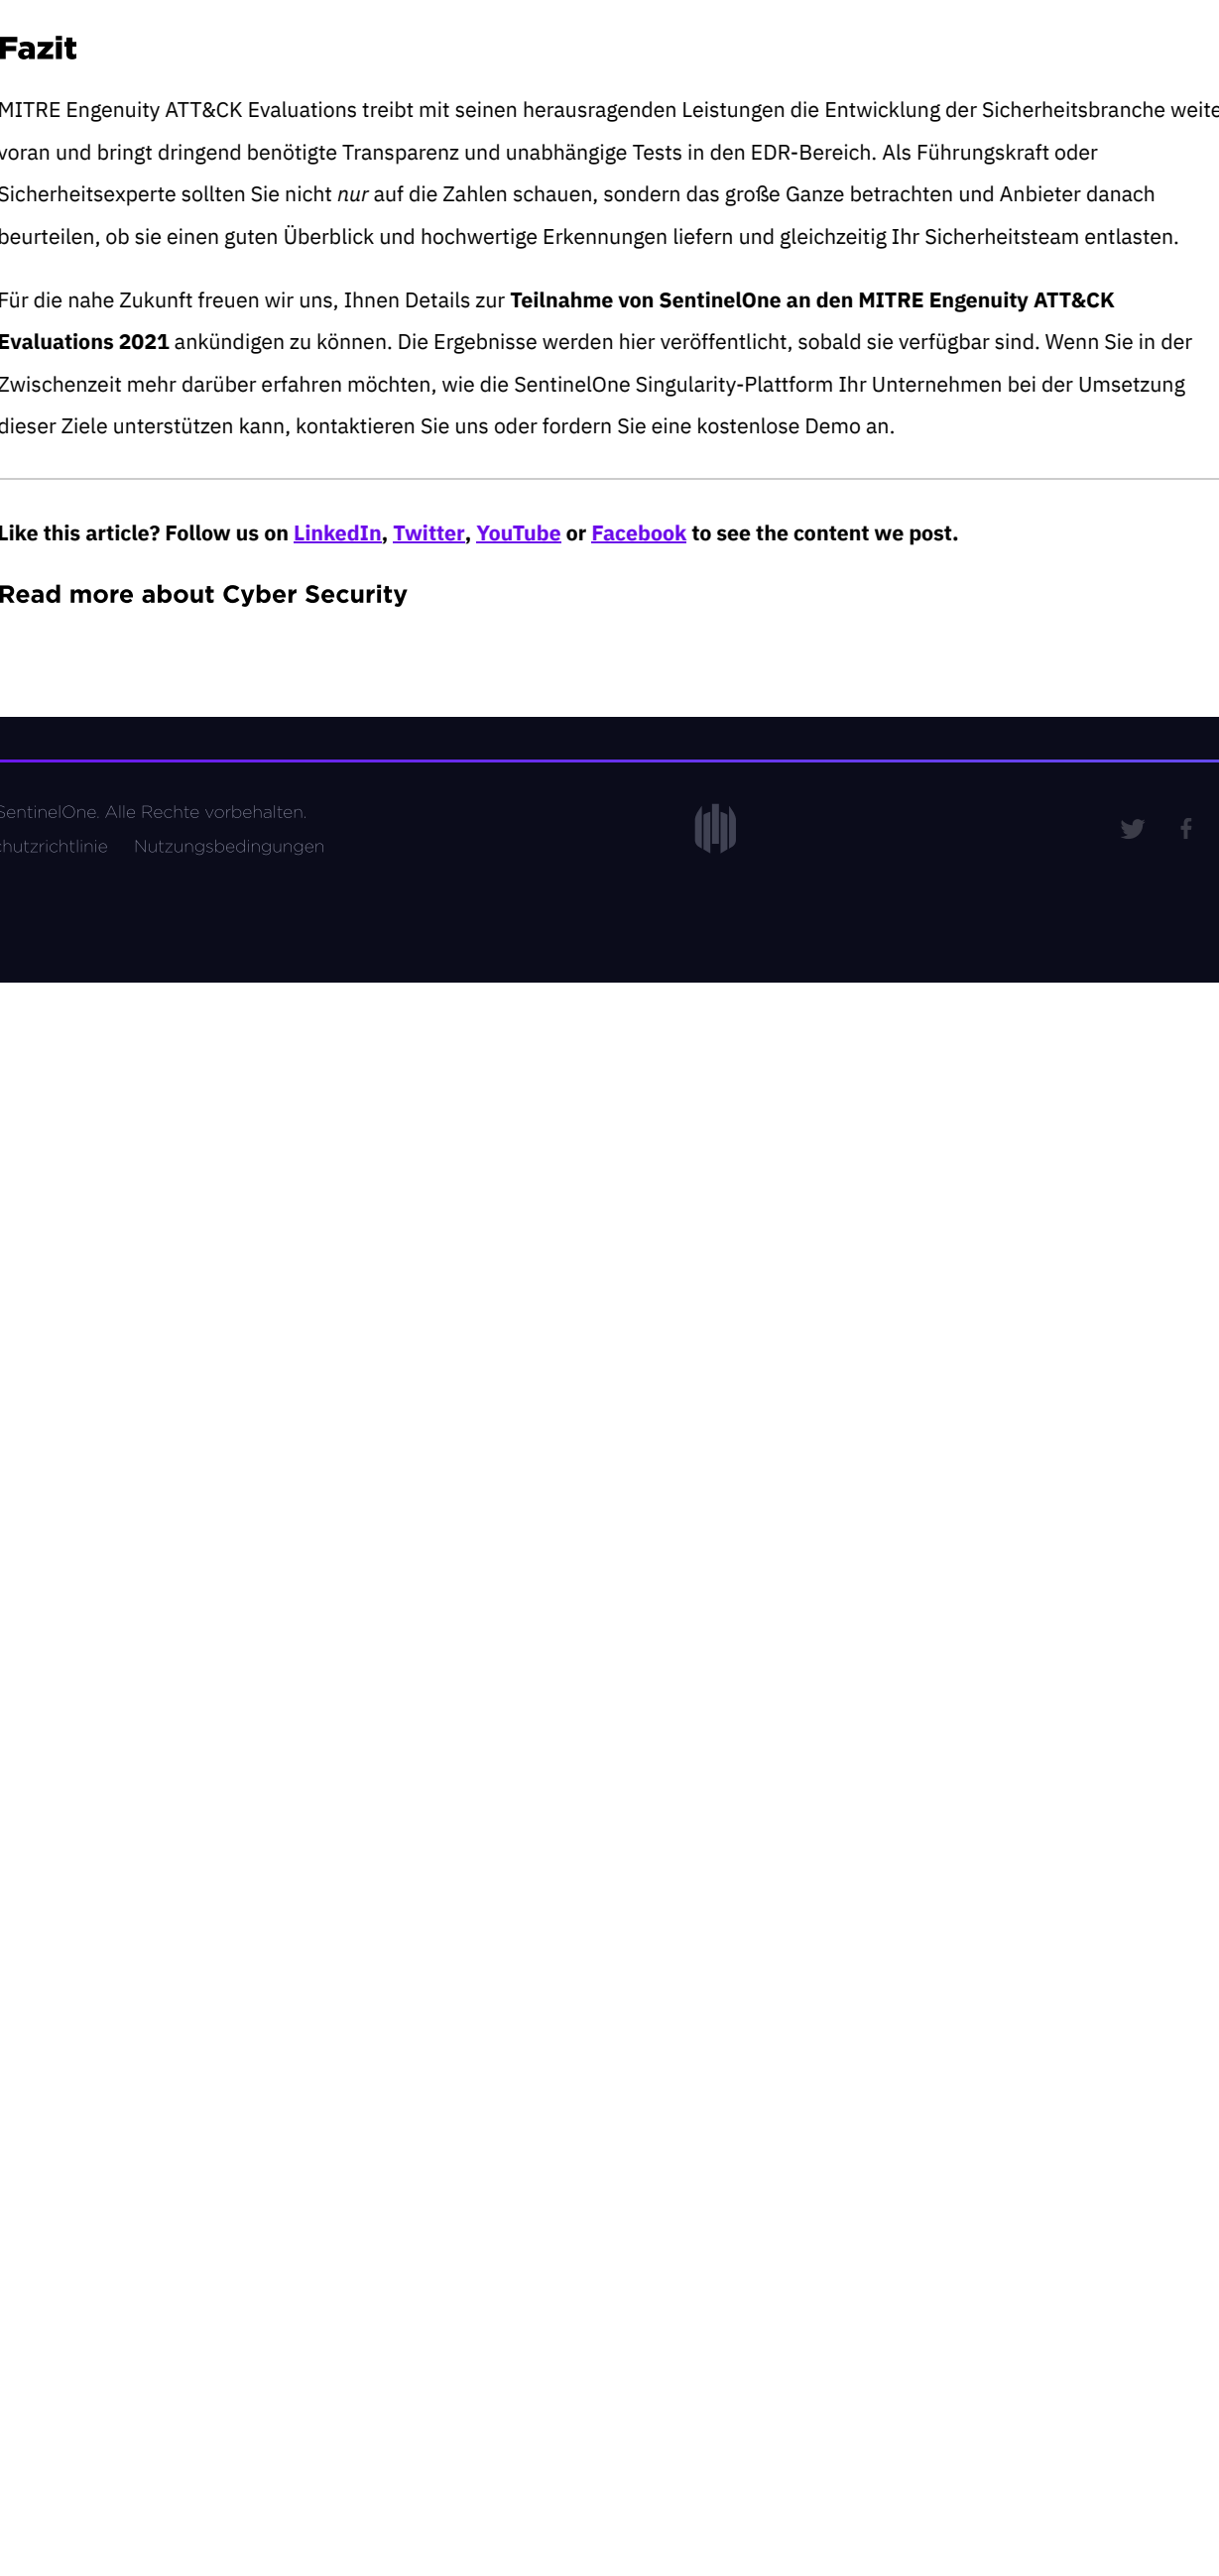 Fazit
MITRE Engenuity ATT&CK Evaluations treibt mit seinen herausragenden Leistungen die Entwicklung der Sicherheitsbranche weite
voran und bringt dringend benötigte Transparenz und unabhängige Tests in den EDR-Bereich. Als Führungskraft oder
Sicherheitsexperte sollten Sie nicht nur auf die Zahlen schauen, sondern das große Ganze betrachten und Anbieter danach
beurteilen, ob sie einen guten Überblick und hochwertige Erkennungen liefern und gleichzeitig Ihr Sicherheitsteam entlasten.
Für die nahe Zukunft freuen wir uns, Ihnen Details zur Teilnahme von SentinelOne an den MITRE Engenuity ATT&CK
Evaluations 2021 ankündigen zu können. Die Ergebnisse werden hier veröffentlicht, sobald sie verfügbar sind. Wenn Sie in der
Zwischenzeit mehr darüber erfahren möchten, wie die SentinelOne Singularity-Plattform Ihr Unternehmen bei der Umsetzung
dieser Ziele unterstützen kann, kontaktieren Sie uns oder fordern Sie eine kostenlose Demo an.
Like this article? Follow us on LinkedIn, Twitter, YouTube or Facebook to see the content we post.
Read more about Cyber Security
SentinelOne. Alle Rechte vorbehalten.
chutzrichtlinie Nutzungsbedingungen